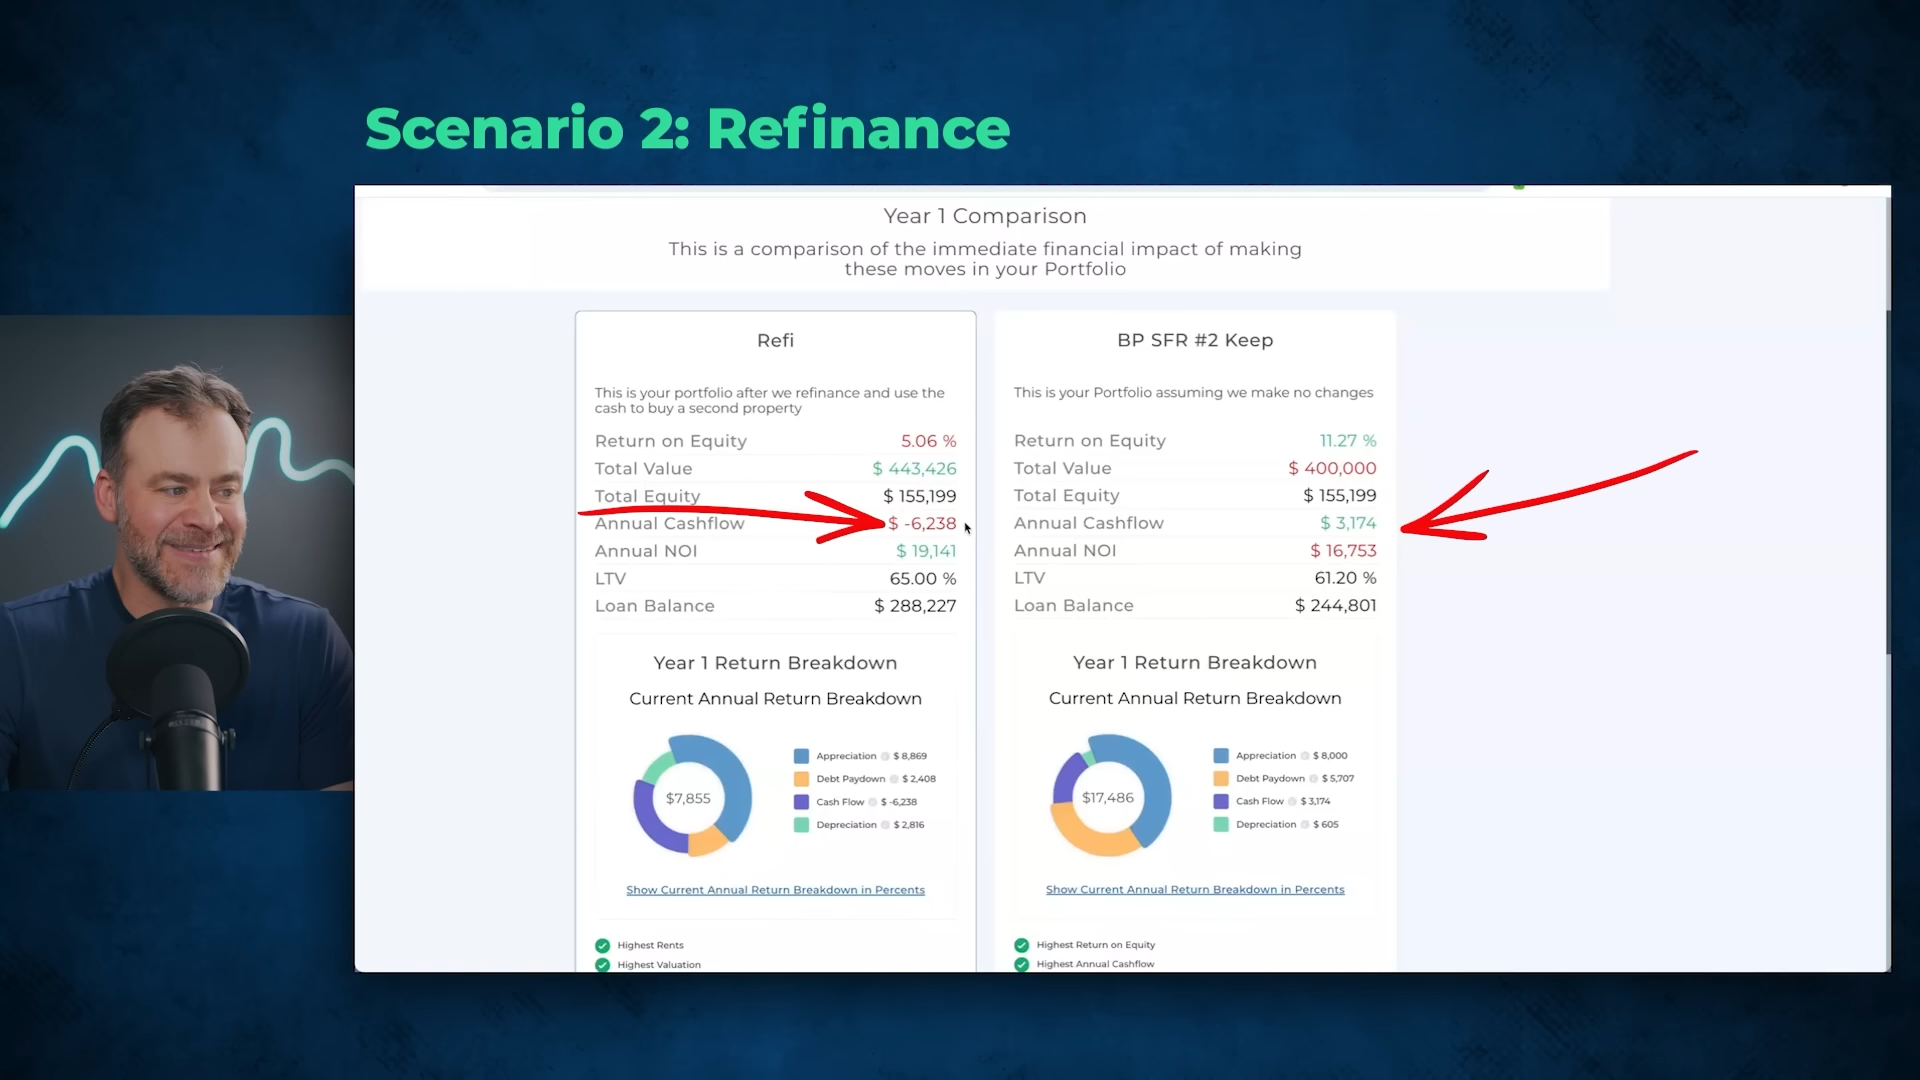 Scenario 2: Refinance
Year 1 Comparison
This is a comparison of the immediate financial impact of making
these moves in your Portfolio
Refi
This is your portfolio after we refinance and use the
cash to buy a second property
Return on Equity 5.06 %
Total Value $ 443,426
Total Equity $ 155,199
Annual Cashflow $ -6,238
Annual NOI $ 19,141
LTV 65.00 %
Loan Balance $ 288,227
Year 1 Return Breakdown
Current Annual Return Breakdown
$7,855
Appreciation $ 8,869
Debt Paydown $ 2,408
Cash Flow $ -6,238
Depreciation $ 2,816
Show Current Annual Return Breakdown in Percents
Highest Rents
Highest Valuation
BP SFR #2 Keep
This is your Portfolio assuming we make no changes
Return on Equity 11.27 %
Total Value $ 400,000
Total Equity $ 155,199
Annual Cashflow $ 3,174
Annual NOI $ 16,753
LTV 61.20 %
Loan Balance $ 244,801
Year 1 Return Breakdown
Current Annual Return Breakdown
$17,486
Appreciation $ 8,000
Debt Paydown $ 5,707
Cash Flow $ 3,174
Depreciation $ 605
Show Current Annual Return Breakdown in Percents
Highest Return on Equity
Highest Annual Cashflow